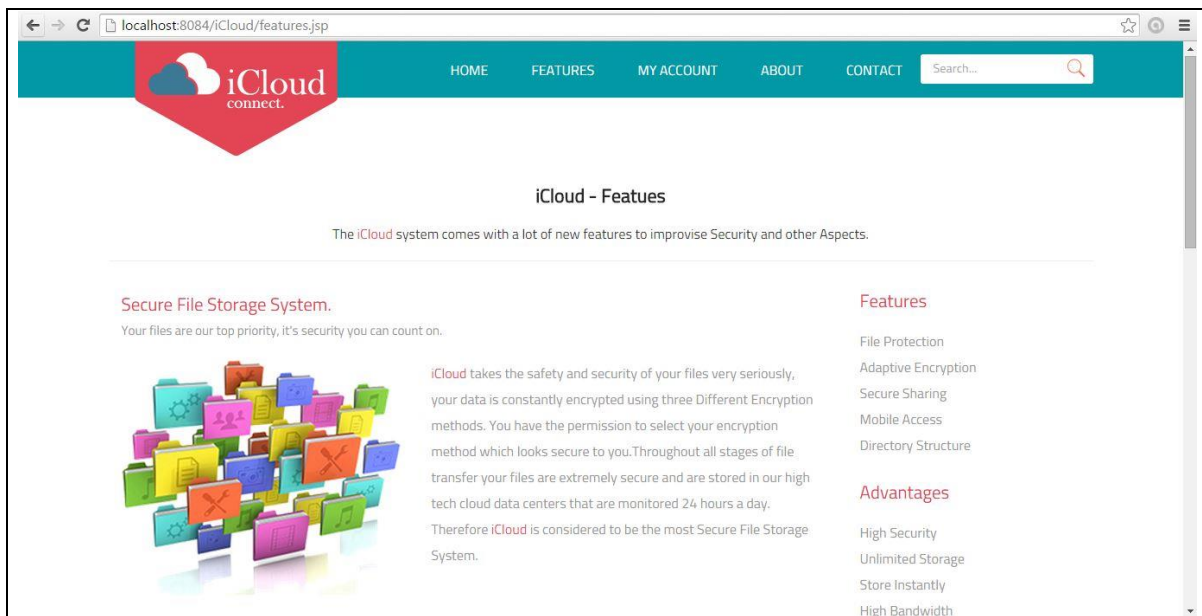 localhost:8084/iCloud/features.jsp
iCloud
connect.
HOME FEATURES MY ACCOUNT ABOUT CONTACT Search...
iCloud - Featues
The iCloud system comes with a lot of new features to improvise Security and other Aspects.
Secure File Storage System.
Your files are our top priority, it's security you can count on.
iCloud takes the safety and security of your files very seriously,
your data is constantly encrypted using three Different Encryption
methods. You have the permission to select your encryption
method which looks secure to you.Throughout all stages of file
transfer your files are extremely secure and are stored in our high
tech cloud data centers that are monitored 24 hours a day.
Therefore iCloud is considered to be the most Secure File Storage
System.
Features
File Protection
Adaptive Encryption
Secure Sharing
Mobile Access
Directory Structure
Advantages
High Security
Unlimited Storage
Store Instantly
High Bandwidth